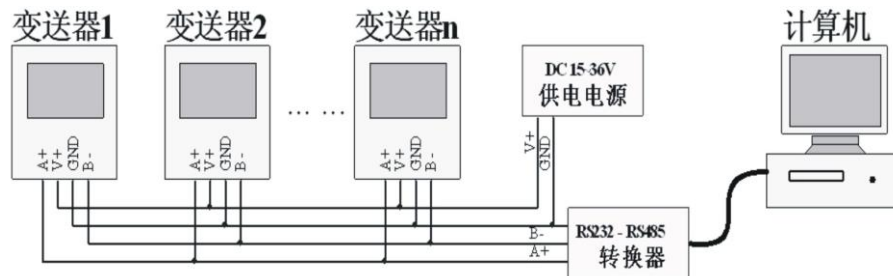 变送器1
变送器2
变送器n
计算机
DC 15-36V
供电电源
… …
A+
V+
GND
B-
A+
V+
GND
B-
A+
V+
GND
B-
V+
GND
B-
A+
RS232 - RS485
转换器